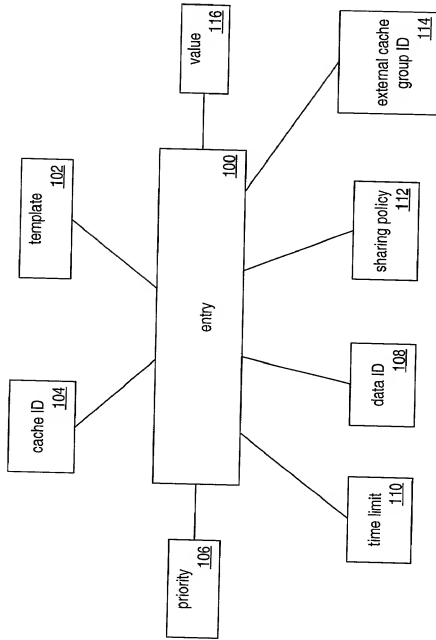 cache ID
104
template
102
priority
106
entry
100
value
116
time limit
110
data ID
108
sharing policy
112
external cache
group ID
114